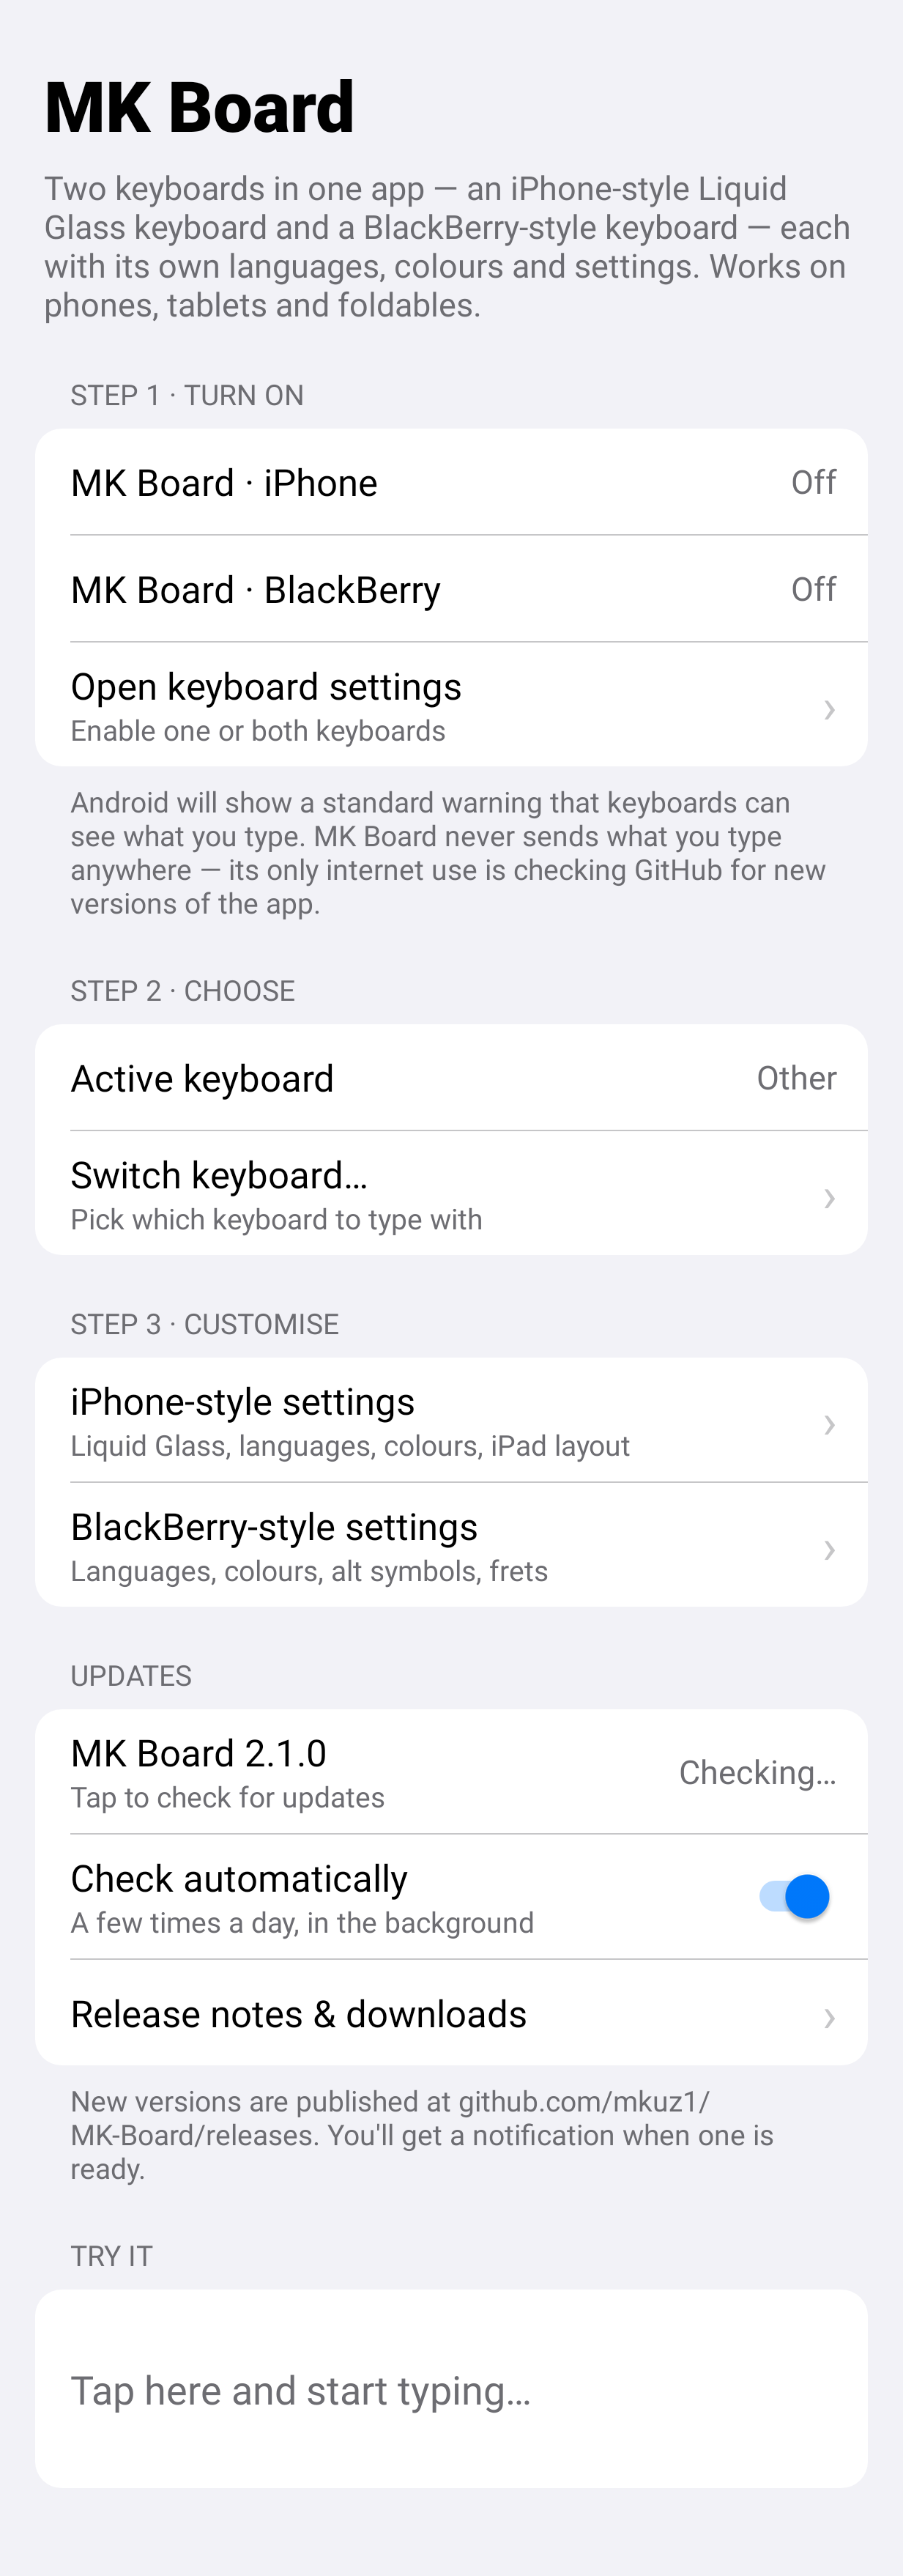 MK Board
Two keyboards in one app — an iPhone-style Liquid
Glass keyboard and a BlackBerry-style keyboard — each
with its own languages, colours and settings. Works on
phones, tablets and foldables.
STEP 1 · TURN ON
MK Board · iPhone Off
MK Board · BlackBerry Off
Open keyboard settings
Enable one or both keyboards
Android will show a standard warning that keyboards can
see what you type. MK Board never sends what you type
anywhere — its only internet use is checking GitHub for new
versions of the app.
STEP 2 · CHOOSE
Active keyboard Other
Switch keyboard...
Pick which keyboard to type with
STEP 3 · CUSTOMISE
iPhone-style settings
Liquid Glass, languages, colours, iPad layout
BlackBerry-style settings
Languages, colours, alt symbols, frets
UPDATES
MK Board 2.1.0 Checking...
Tap to check for updates
Check automatically
A few times a day, in the background
Release notes & downloads
New versions are published at github.com/mkuz1/
MK-Board/releases. You'll get a notification when one is
ready.
TRY IT
Tap here and start typing...